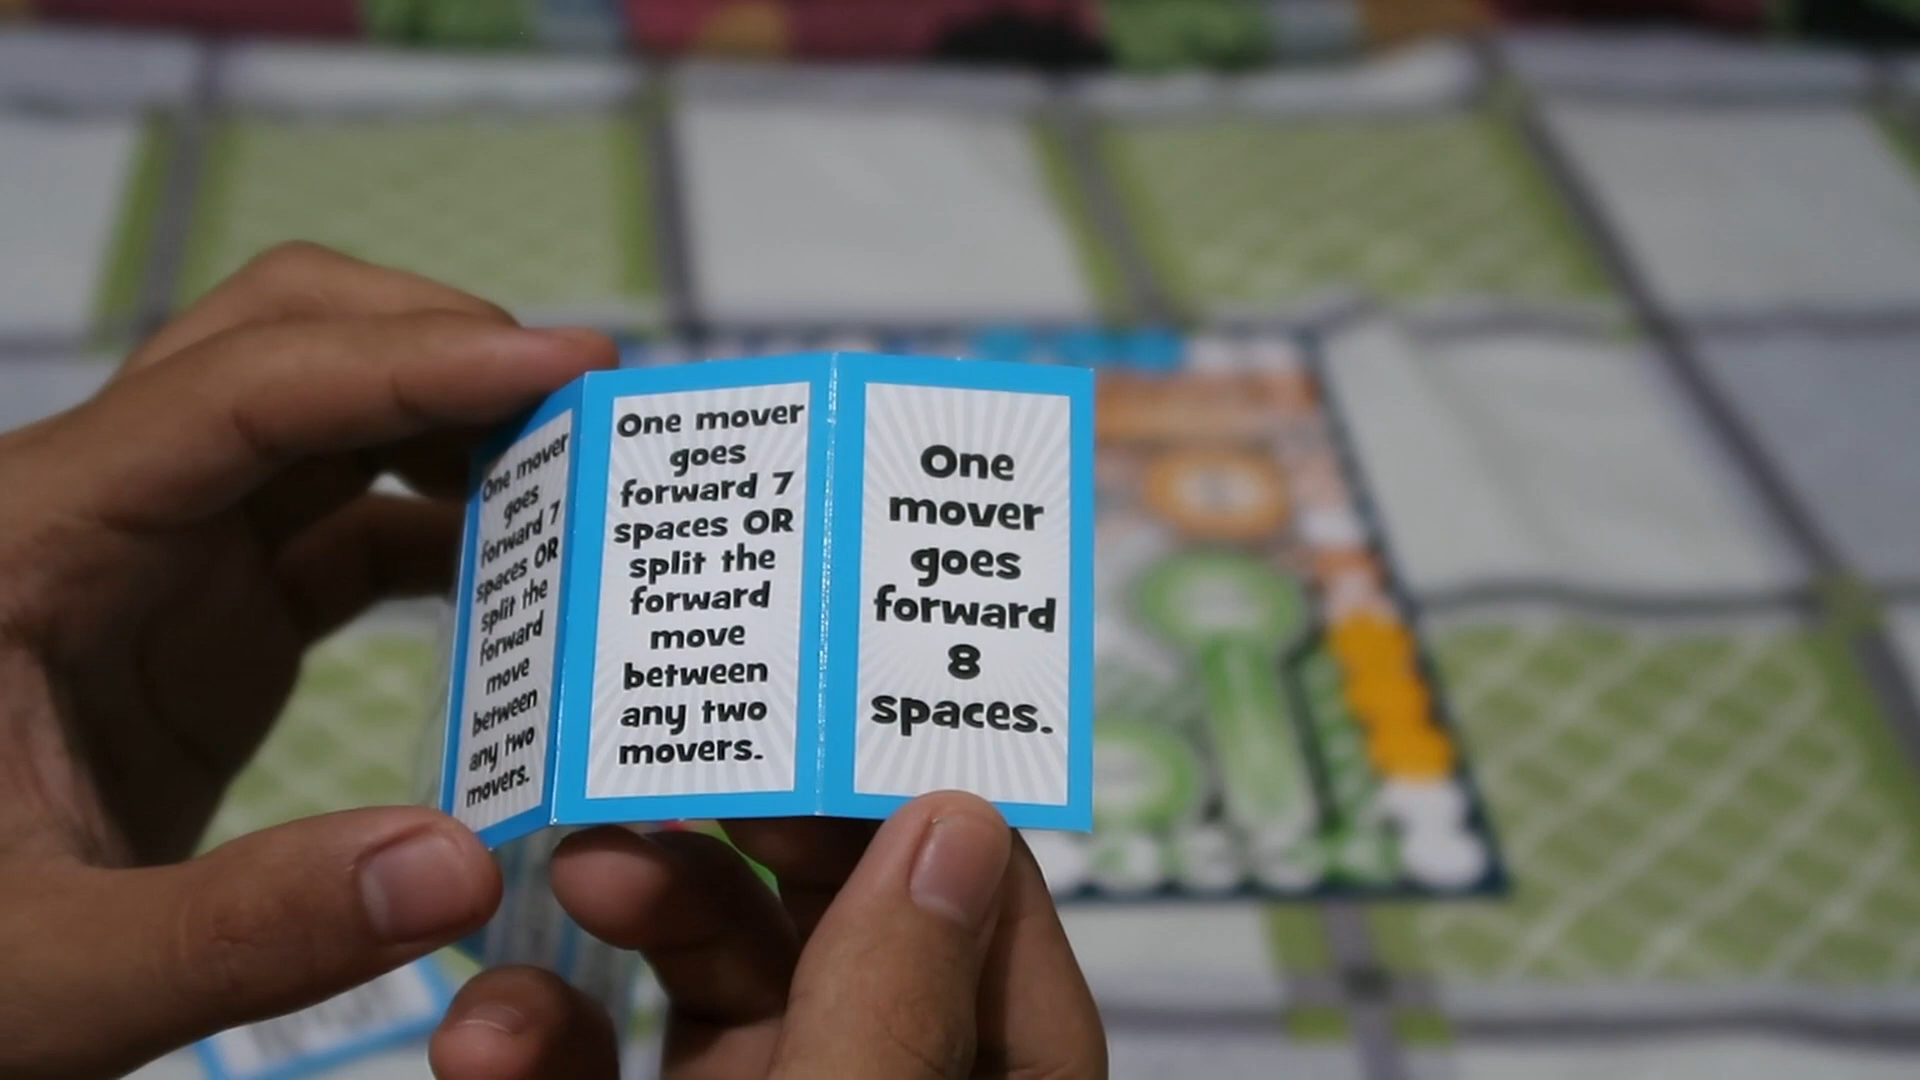 One mover
goes
forward 7
spaces OR
split the
forward
move
between
any two
movers.
One mover
goes
forward 7
spaces OR
split the
forward
move
between
any two
movers.
One
mover
goes
forward
8
spaces.